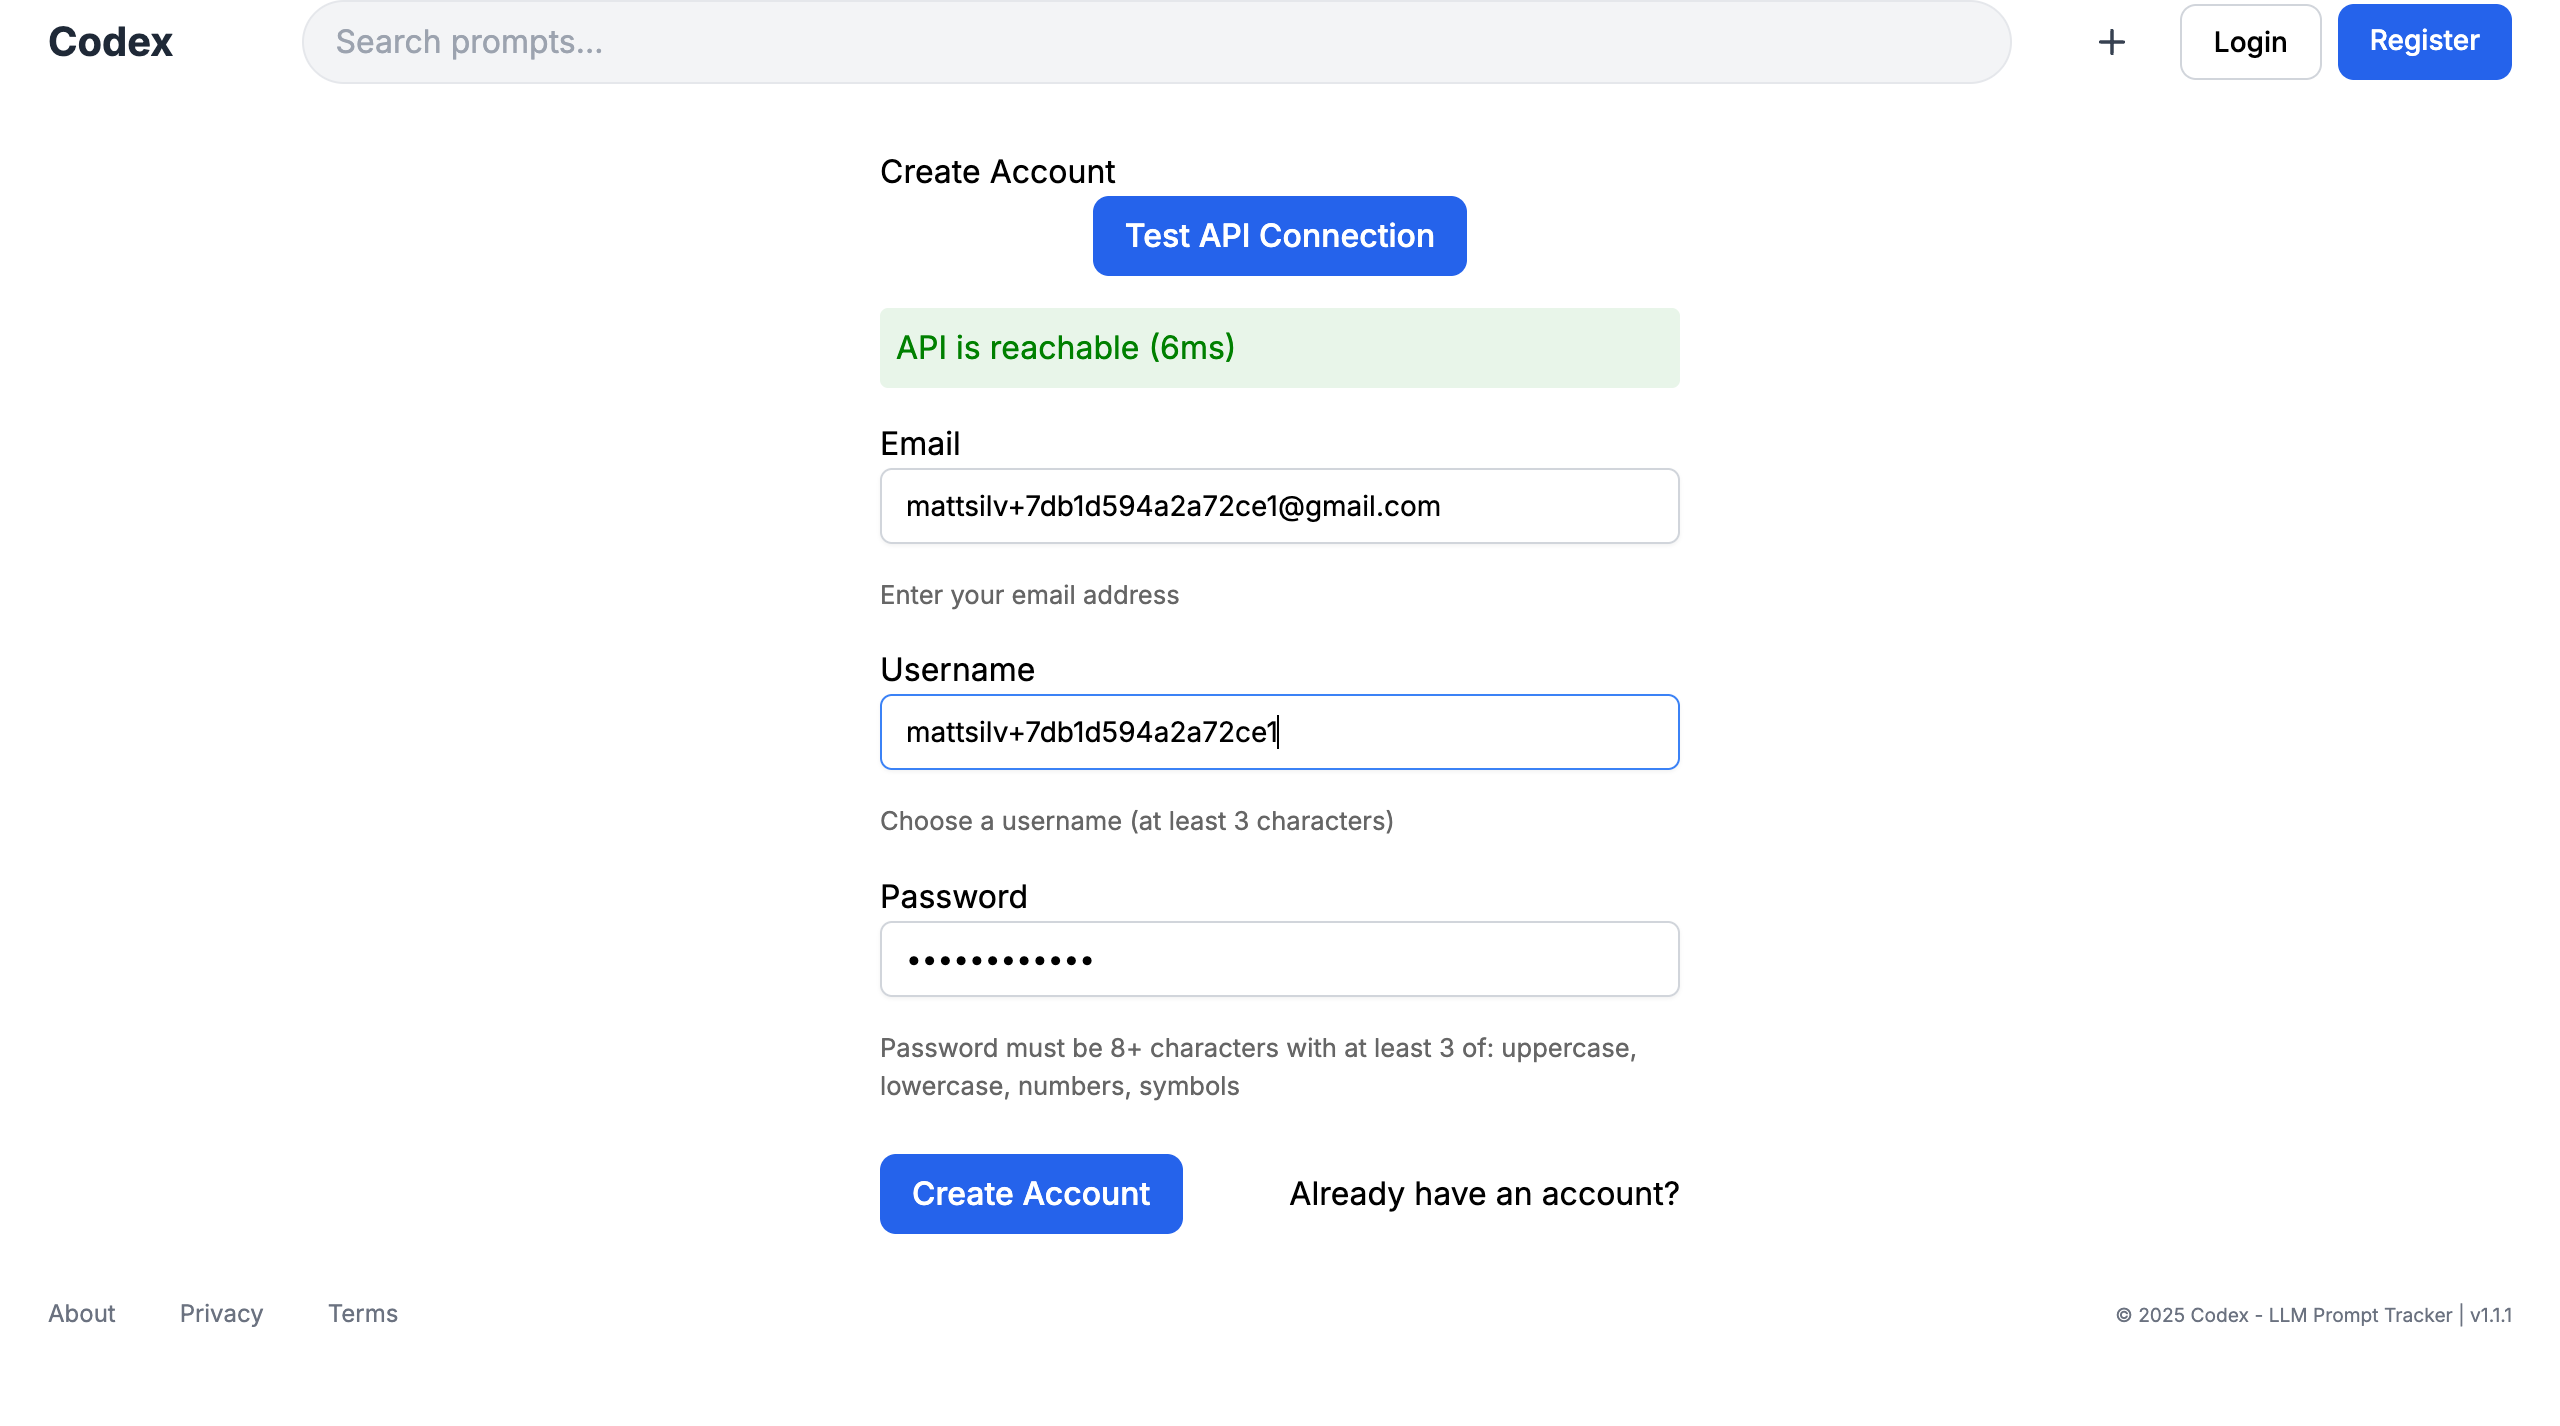 Codex
Search prompts...
+
Login
Register
Create Account
Test API Connection
API is reachable (6ms)
Email
mattsilv+7db1d594a2a72ce1@gmail.com
Enter your email address
Username
mattsilv+7db1d594a2a72ce1
Choose a username (at least 3 characters)
Password
••••••••••••
Password must be 8+ characters with at least 3 of: uppercase,
lowercase, numbers, symbols
Create Account
Already have an account?
About
Privacy
Terms
© 2025 Codex - LLM Prompt Tracker | v1.1.1